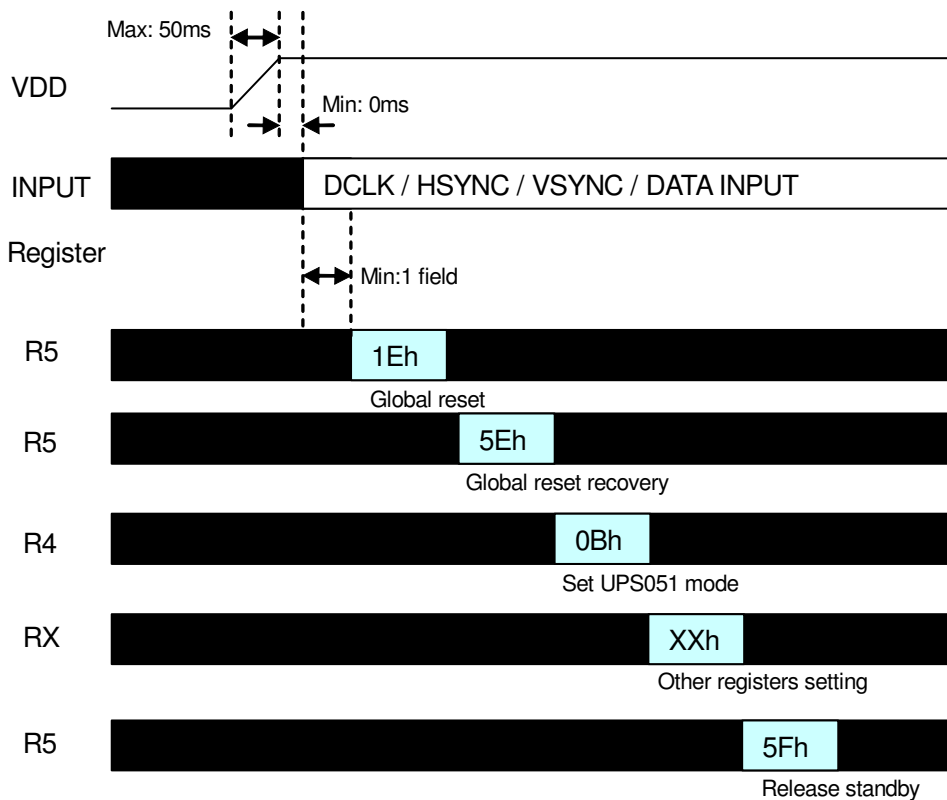 Max: 50ms
VDD
Min: 0ms
INPUT DCLK / HSYNC / VSYNC / DATA INPUT
Register
Min:1 field
R5 1Eh
Global reset
R5 5Eh
Global reset recovery
R4 0Bh
Set UPS051 mode
RX XXh
Other registers setting
R5 5Fh
Release standby